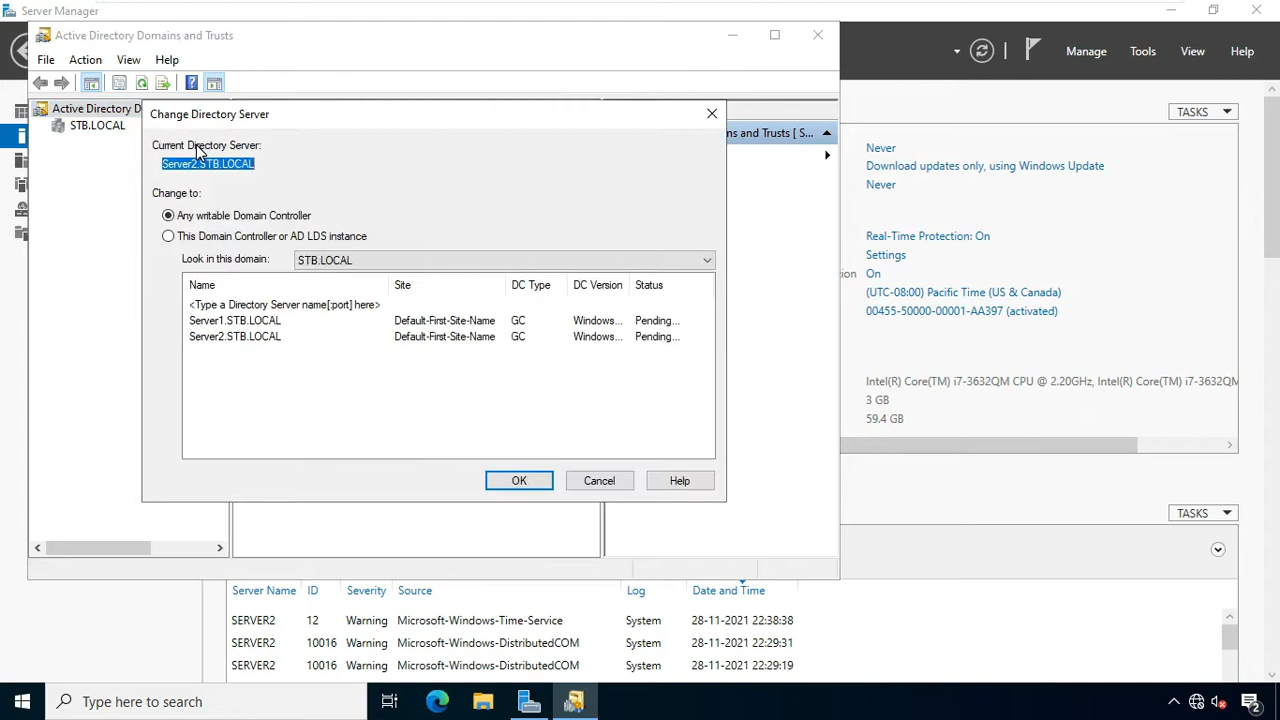 Server Manager
Active Directory Domains and Trusts
File Action View Help
Manage Tools View Help
Active Directory D
STB.LOCAL
Change Directory Server
Current Directory Server:
Server2.STB.LOCAL
Change to:
Any writable Domain Controller
This Domain Controller or AD LDS instance
Look in this domain: STB.LOCAL
Name Site DC Type DC Version Status
<Type a Directory Server name[:port] here>
Server1.STB.LOCAL Default-First-Site-Name GC Windows... Pending...
Server2.STB.LOCAL Default-First-Site-Name GC Windows... Pending...
OK Cancel Help
ns and Trusts [ S...
TASKS
Never
Download updates only, using Windows Update
Never
Real-Time Protection: On
Settings
On
(UTC-08:00) Pacific Time (US & Canada)
00455-50000-00001-AA397 (activated)
Intel(R) Core(TM) i7-3632QM CPU @ 2.20GHz, Intel(R) Core(TM) i7-3632QM
3 GB
59.4 GB
TASKS
Server Name ID Severity Source Log Date and Time
SERVER2 12 Warning Microsoft-Windows-Time-Service System 28-11-2021 22:38:38
SERVER2 10016 Warning Microsoft-Windows-DistributedCOM System 28-11-2021 22:29:31
SERVER2 10016 Warning Microsoft-Windows-DistributedCOM System 28-11-2021 22:29:19
Type here to search
2